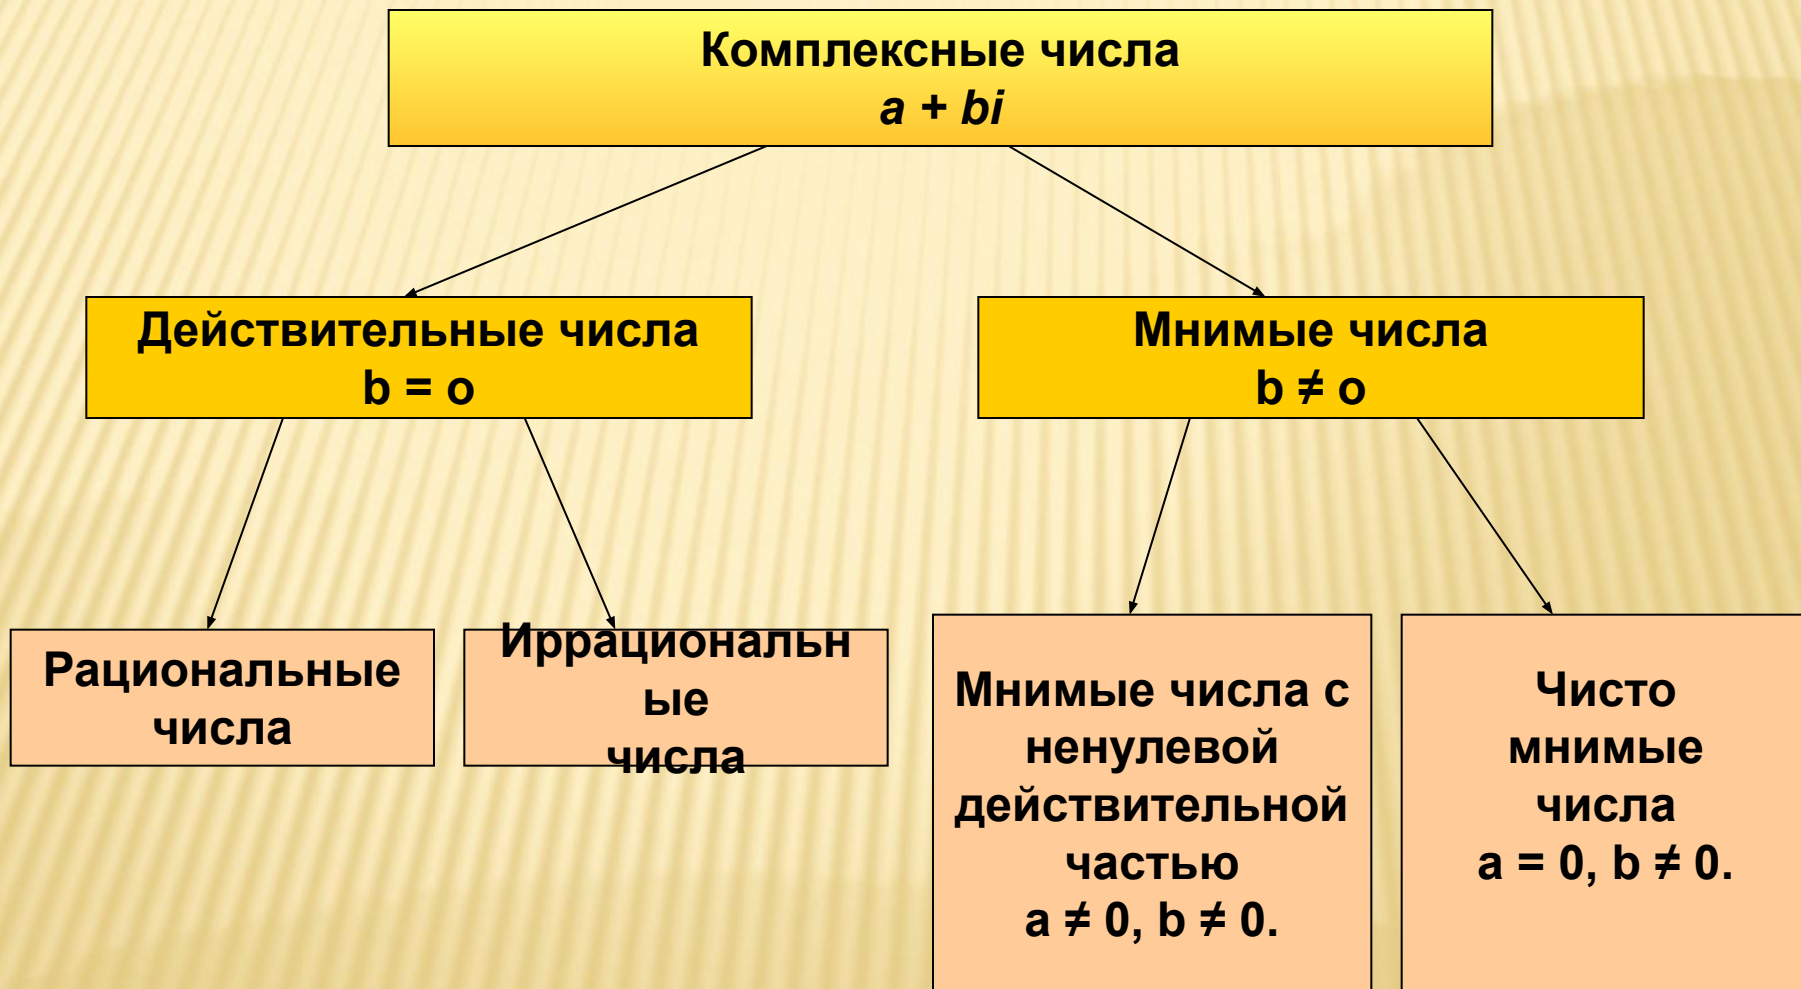 Комплексные числа
a + bi
Действительные числа
b = o
Мнимые числа
b ≠ o
Рациональные
числа
Иррациональн
ые
числа
Мнимые числа с
ненулевой
действительной
частью
a ≠ 0, b ≠ 0.
Чисто
мнимые
числа
a = 0, b ≠ 0.